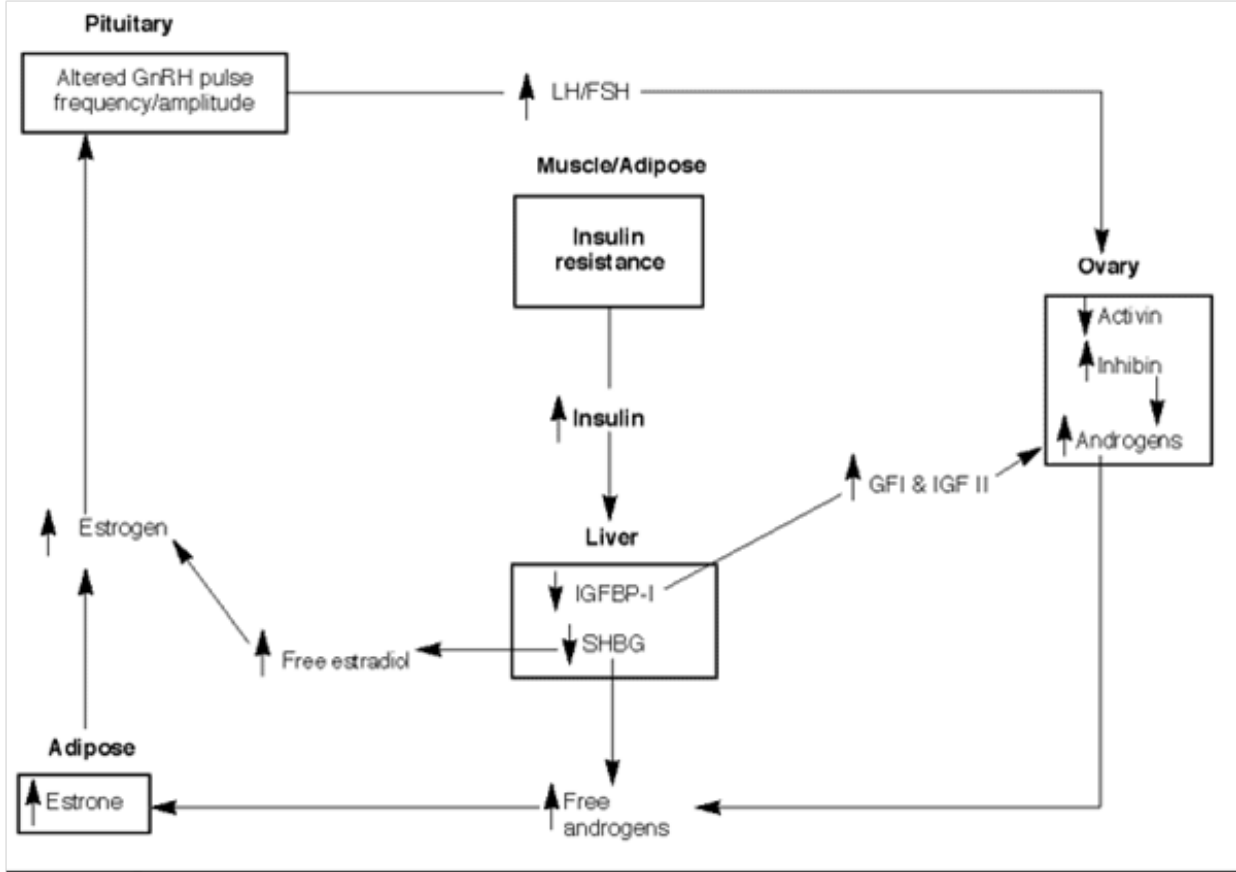 Pituitary
Altered GnRH pulse
frequency/amplitude
LH/FSH
Muscle/Adipose
Insulin
resistance
Ovary
Activin
Inhibin
Androgens
Insulin
GFI & IGF II
Estrogen
Liver
IGFBP-I
SHBG
Free estradiol
Adipose
Estrone
Free
androgens